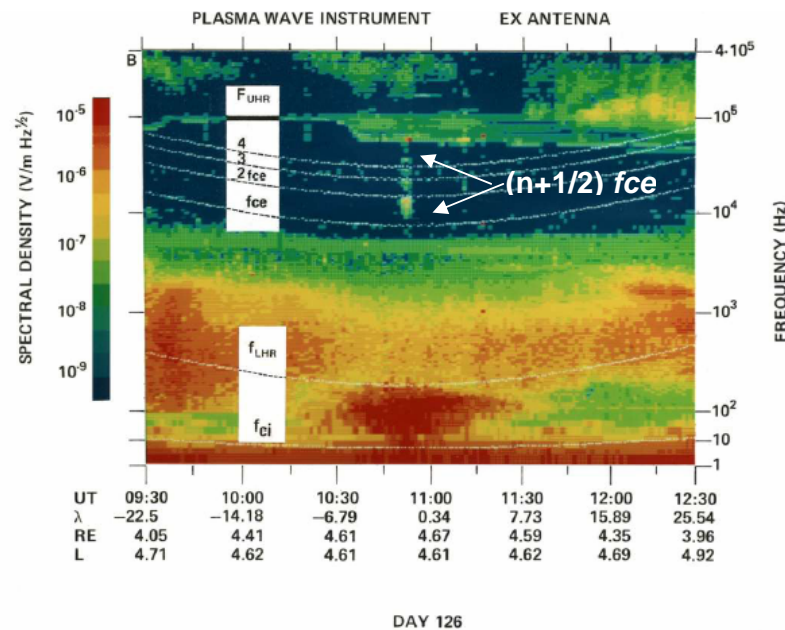 PLASMA WAVE INSTRUMENT EX ANTENNA
B
4·10⁵
F_UHR
10⁻⁵
10⁵
4
3
(n+1/2) fce
2 fce
10⁻⁶
fce
10⁴
SPECTRAL DENSITY (V/m Hz^½)
10⁻⁷
FREQUENCY (Hz)
10⁻⁸
10³
f_LHR
10⁻⁹
10²
f_ci
10
1
UT 09:30 10:00 10:30 11:00 11:30 12:00 12:30
λ −22.5 −14.18 −6.79 0.34 7.73 15.89 25.54
RE 4.05 4.41 4.61 4.67 4.59 4.35 3.96
L 4.71 4.62 4.61 4.61 4.62 4.69 4.92
DAY 126